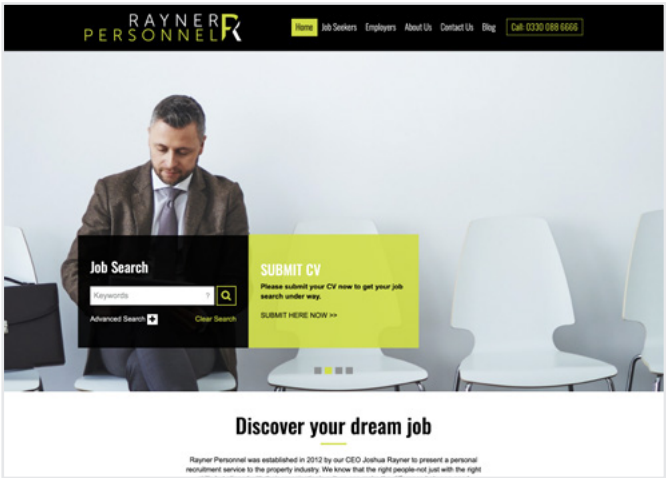 RAYNER
PERSONNEL
Home Job Seekers Employers About Us Contact Us Blog Call: 0330 088 6666
Job Search
Keywords ?
Advanced Search +
Clear Search
SUBMIT CV
Please submit your CV now to get your job
search under way.
SUBMIT HERE NOW >>
Discover your dream job
Rayner Personnel was established in 2012 by our CEO Joshua Rayner to present a personal
recruitment service to the property industry. We know that the right people-not just with the right